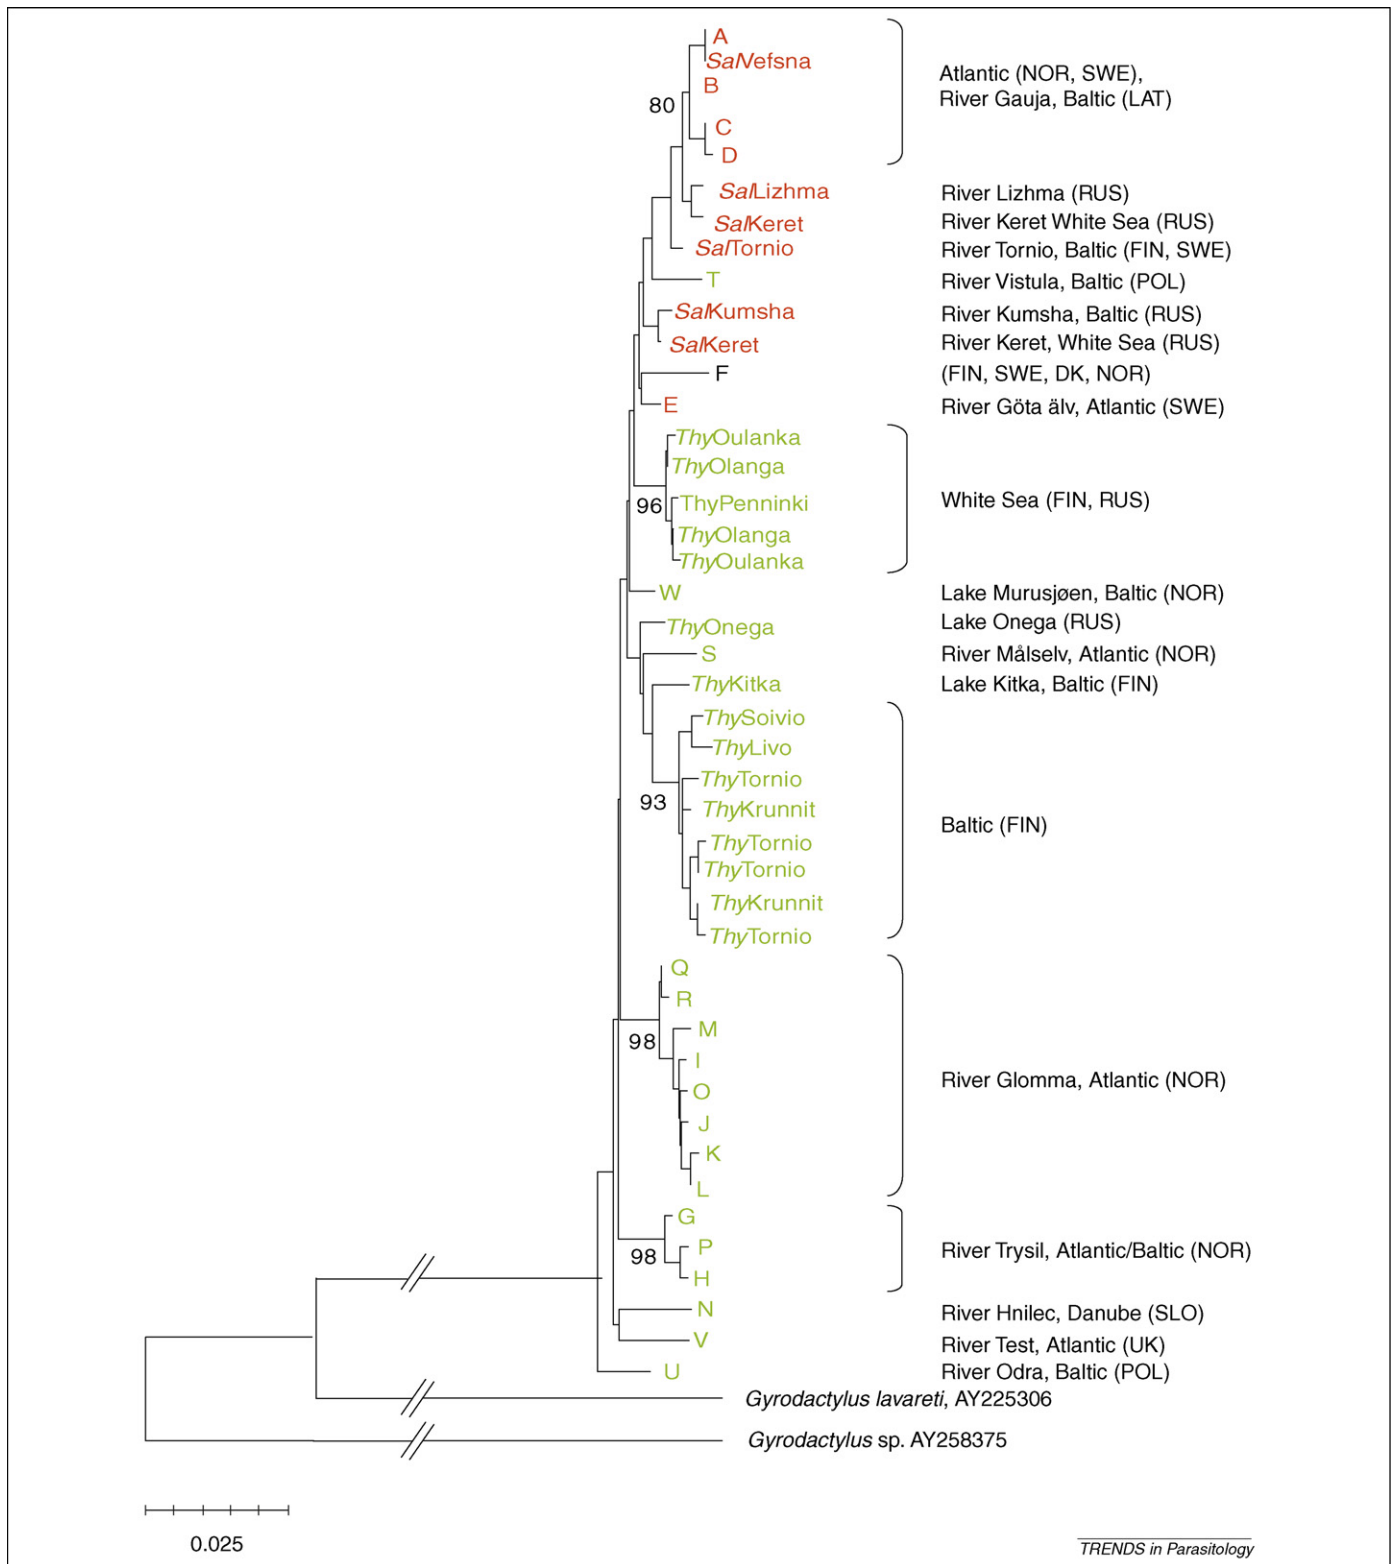 A
SalNefsna
B
80
C
D
Atlantic (NOR, SWE),
River Gauja, Baltic (LAT)
SalLizhma River Lizhma (RUS)
SalKeret River Keret White Sea (RUS)
SalTornio River Tornio, Baltic (FIN, SWE)
T River Vistula, Baltic (POL)
SalKumsha River Kumsha, Baltic (RUS)
SalKeret River Keret, White Sea (RUS)
F (FIN, SWE, DK, NOR)
E River Göta älv, Atlantic (SWE)
ThyOulanka
ThyOlanga
96 ThyPenninki White Sea (FIN, RUS)
ThyOlanga
ThyOulanka
W Lake Murusjøen, Baltic (NOR)
ThyOnega Lake Onega (RUS)
S River Målselv, Atlantic (NOR)
ThyKitka Lake Kitka, Baltic (FIN)
ThySoivio
ThyLivo
ThyTornio
93 ThyKrunnit
Baltic (FIN)
ThyTornio
ThyTornio
ThyKrunnit
ThyTornio
Q
R
M
98
I
River Glomma, Atlantic (NOR)
O
J
K
L
G
P River Trysil, Atlantic/Baltic (NOR)
98
H
N River Hnilec, Danube (SLO)
V River Test, Atlantic (UK)
U River Odra, Baltic (POL)
Gyrodactylus lavareti, AY225306
Gyrodactylus sp. AY258375
0.025
TRENDS in Parasitology